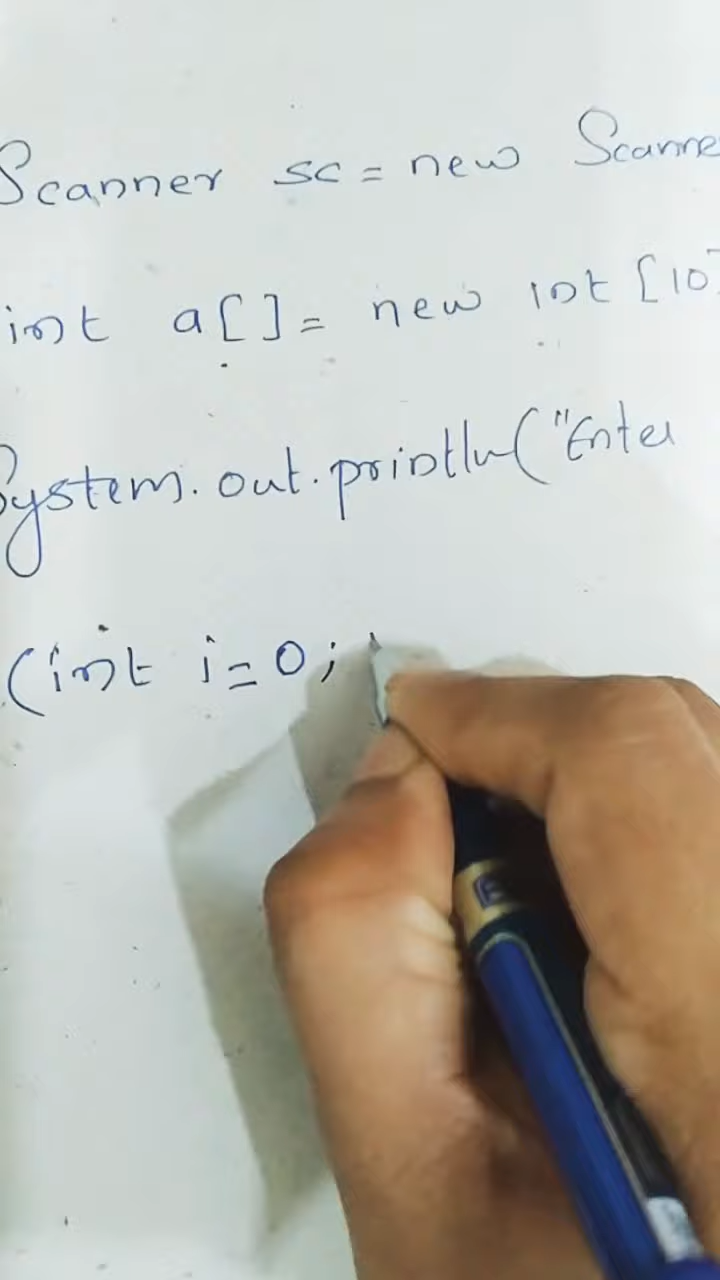 Scanner sc = new Scanne
int a[] = new int [10]
System.out.println("Enter
(int i=0;